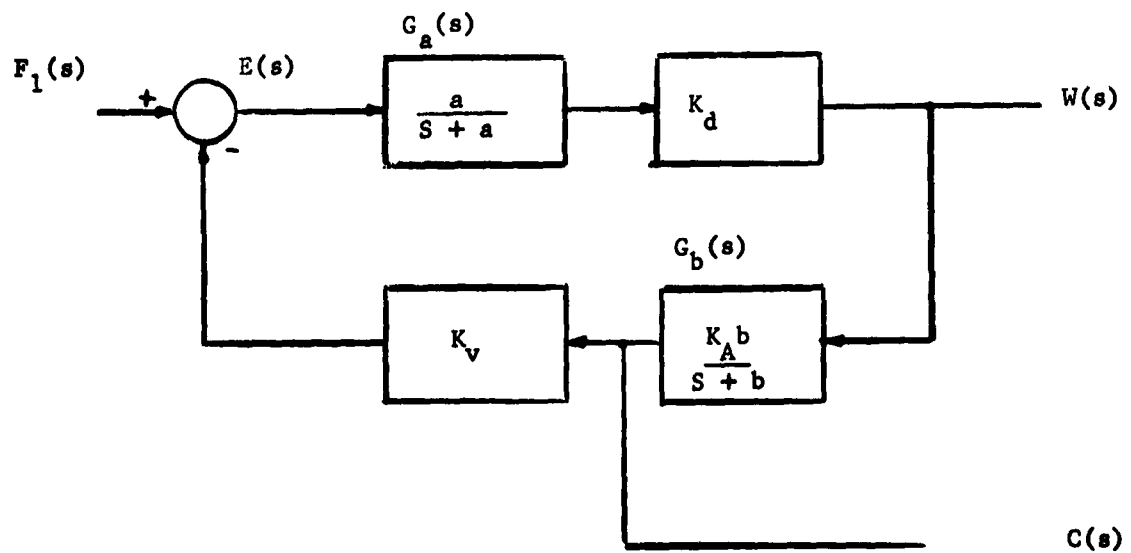 G_a(s)
F_1(s)
+
E(s)
a
S + a
K_d
W(s)
-
G_b(s)
K_v
K_A b
S + b
C(s)